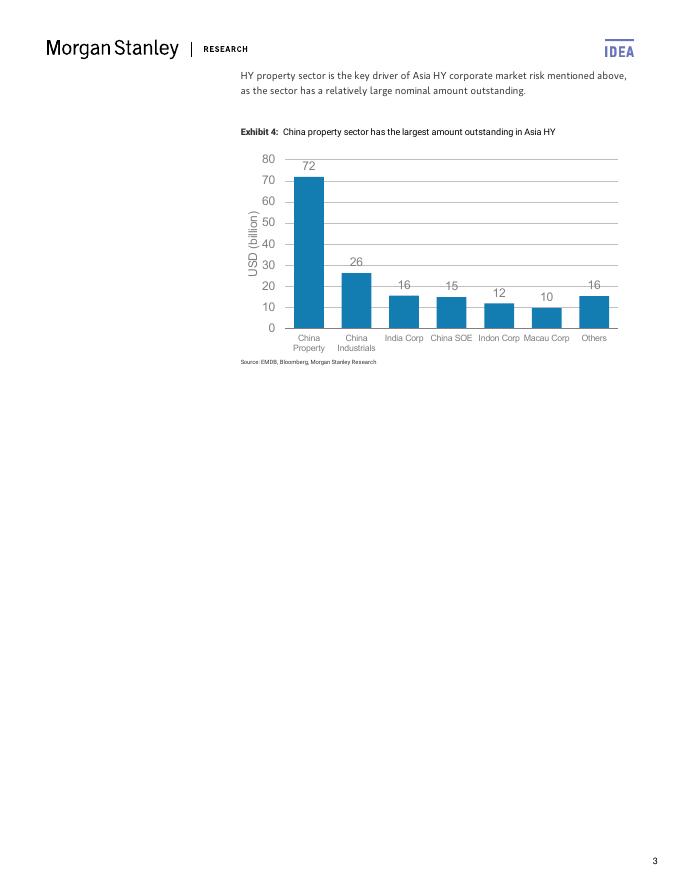 Morgan Stanley | RESEARCH
IDEA
HY property sector is the key driver of Asia HY corporate market risk mentioned above,
as the sector has a relatively large nominal amount outstanding.
Exhibit 4: China property sector has the largest amount outstanding in Asia HY
USD (billion)
80
70
60
50
40
30
20
10
0
72
26
16
15
12
10
16
China
Property
China
Industrials
India Corp
China SOE
Indon Corp
Macau Corp
Others
Source: EMDB, Bloomberg, Morgan Stanley Research
3